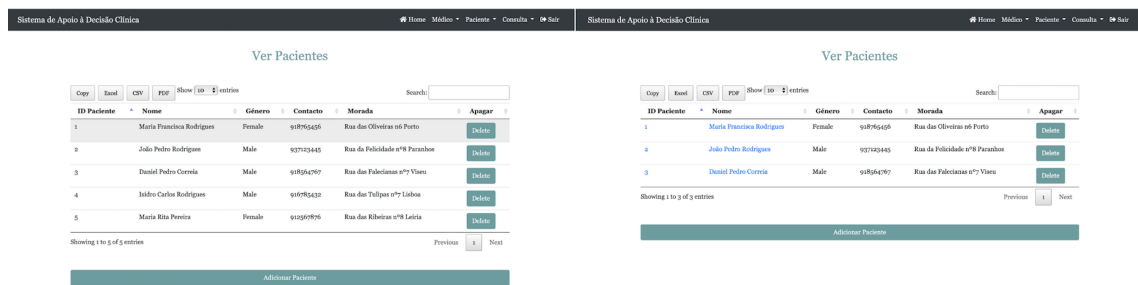 Sistema de Apoio à Decisão Clínica Home Médico Paciente Consulta Sair
Ver Pacientes
Copy Excel CSV PDF Show 10 entries Search:
ID Paciente Nome Género Contacto Morada Apagar
1 Maria Francisca Rodrigues Female 918765456 Rua das Oliveiras n6 Porto Delete
2 João Pedro Rodrigues Male 937123445 Rua da Felicidade nº8 Paranhos Delete
3 Daniel Pedro Correia Male 918564767 Rua das Falecianas nº7 Viseu Delete
4 Isidro Carlos Rodrigues Male 916785432 Rua das Tulipas nº7 Lisboa Delete
5 Maria Rita Pereira Female 912567876 Rua das Ribeiras nº8 Leiria Delete
Showing 1 to 5 of 5 entries Previous 1 Next
Adicionar Paciente
Sistema de Apoio à Decisão Clínica Home Médico Paciente Consulta Sair
Ver Pacientes
Copy Excel CSV PDF Show 10 entries Search:
ID Paciente Nome Género Contacto Morada Apagar
1 Maria Francisca Rodrigues Female 918765456 Rua das Oliveiras n6 Porto Delete
2 João Pedro Rodrigues Male 937123445 Rua da Felicidade nº8 Paranhos Delete
3 Daniel Pedro Correia Male 918564767 Rua das Falecianas nº7 Viseu Delete
Showing 1 to 3 of 3 entries Previous 1 Next
Adicionar Paciente